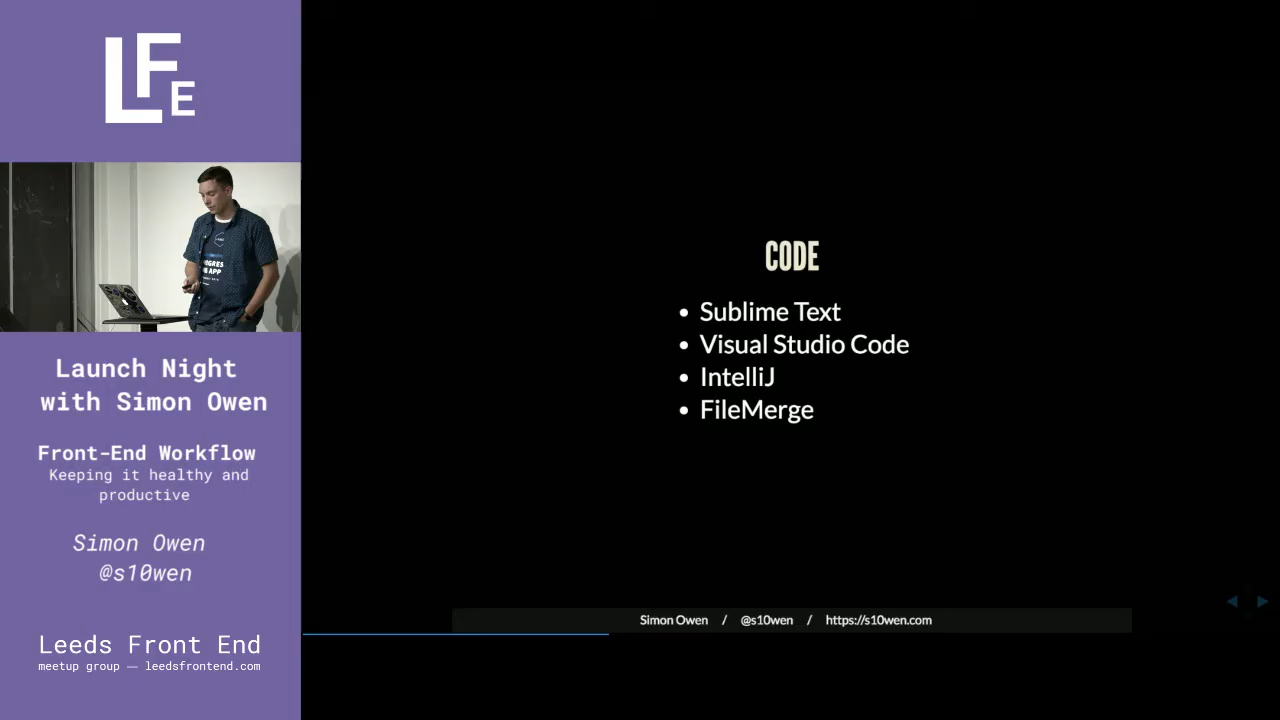 LFE
Launch Night
with Simon Owen
Front-End Workflow
Keeping it healthy and
productive
Simon Owen
@s10wen
Leeds Front End
meetup group — leedsfrontend.com
CODE
• Sublime Text
• Visual Studio Code
• IntelliJ
• FileMerge
Simon Owen / @s10wen / https://s10wen.com